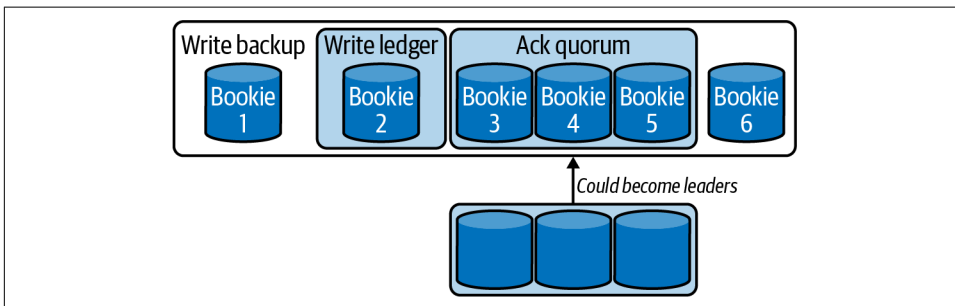 Write backup Write ledger Ack quorum
Bookie Bookie Bookie Bookie Bookie Bookie
1 2 3 4 5 6
Could become leaders